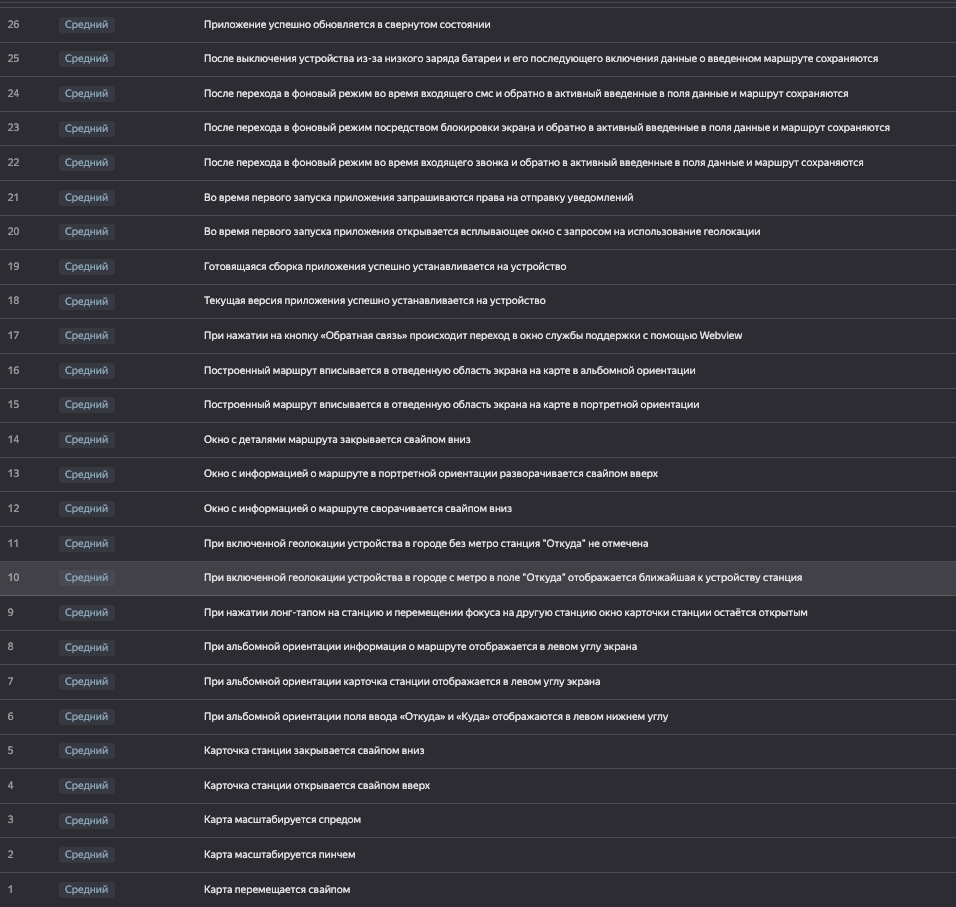 26 Средний Приложение успешно обновляется в свернутом состоянии
25 Средний После выключения устройства из-за низкого заряда батареи и его последующего включения данные о введенном маршруте сохраняются
24 Средний После перехода в фоновый режим во время входящего смс и обратно в активный введенные в поля данные и маршрут сохраняются
23 Средний После перехода в фоновый режим посредством блокировки экрана и обратно в активный введенные в поля данные и маршрут сохраняются
22 Средний После перехода в фоновый режим во время входящего звонка и обратно в активный введенные в поля данные и маршрут сохраняются
21 Средний Во время первого запуска приложения запрашиваются права на отправку уведомлений
20 Средний Во время первого запуска приложения открывается всплывающее окно с запросом на использование геолокации
19 Средний Готовящаяся сборка приложения успешно устанавливается на устройство
18 Средний Текущая версия приложения успешно устанавливается на устройство
17 Средний При нажатии на кнопку «Обратная связь» происходит переход в окно службы поддержки с помощью Webview
16 Средний Построенный маршрут вписывается в отведенную область экрана на карте в альбомной ориентации
15 Средний Построенный маршрут вписывается в отведенную область экрана на карте в портретной ориентации
14 Средний Окно с деталями маршрута закрывается свайпом вниз
13 Средний Окно с информацией о маршруте в портретной ориентации разворачивается свайпом вверх
12 Средний Окно с информацией о маршруте сворачивается свайпом вниз
11 Средний При включенной геолокации устройства в городе без метро станция "Откуда" не отмечена
10 Средний При включенной геолокации устройства в городе с метро в поле "Откуда" отображается ближайшая к устройству станция
9 Средний При нажатии лонг-тапом на станцию и перемещении фокуса на другую станцию окно карточки станции остаётся открытым
8 Средний При альбомной ориентации информация о маршруте отображается в левом углу экрана
7 Средний При альбомной ориентации карточка станции отображается в левом углу экрана
6 Средний При альбомной ориентации поля ввода «Откуда» и «Куда» отображаются в левом нижнем углу
5 Средний Карточка станции закрывается свайпом вниз
4 Средний Карточка станции открывается свайпом вверх
3 Средний Карта масштабируется спредом
2 Средний Карта масштабируется пинчем
1 Средний Карта перемещается свайпом